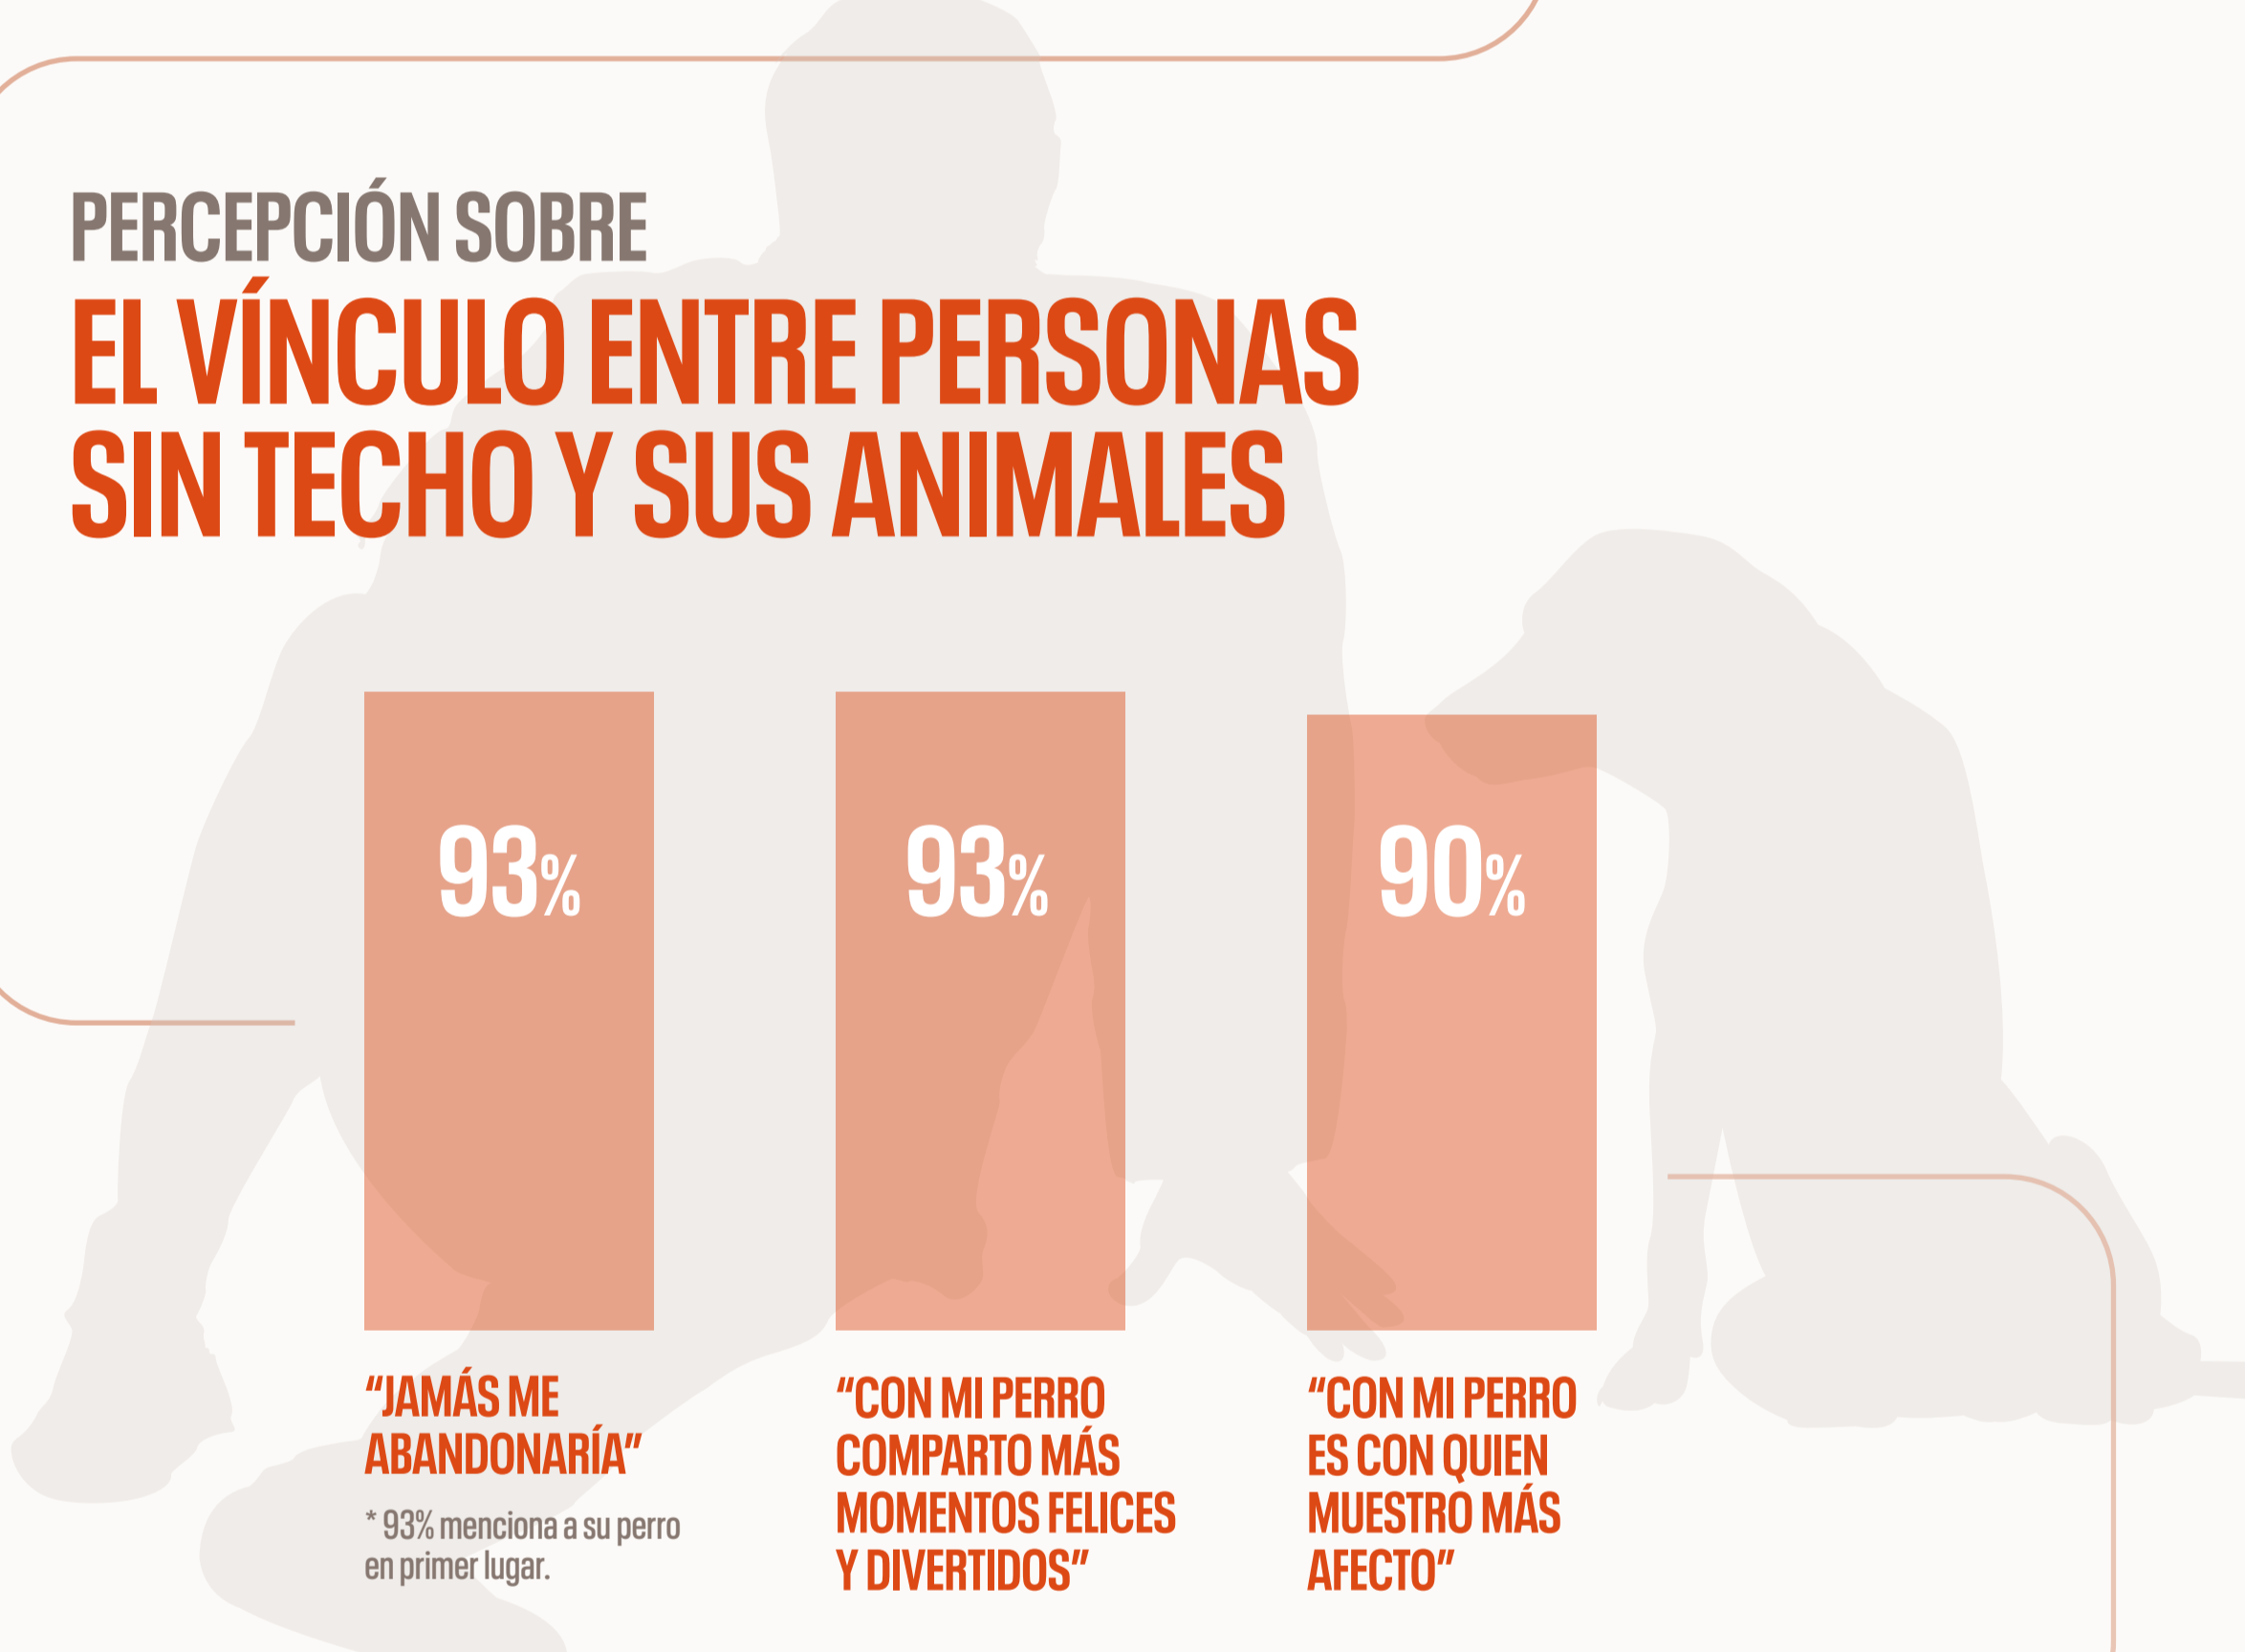 PERCEPCIÓN SOBRE
EL VÍNCULO ENTRE PERSONAS
SIN TECHO Y SUS ANIMALES
93%
93%
90%
“JAMÁS ME
ABANDONARÍA”
* 93% menciona a su perro
en primer lugar.
“CON MI PERRO
COMPARTO MÁS
MOMENTOS FELICES
Y DIVERTIDOS”
“CON MI PERRO
ES CON QUIEN
MUESTRO MÁS
AFECTO”